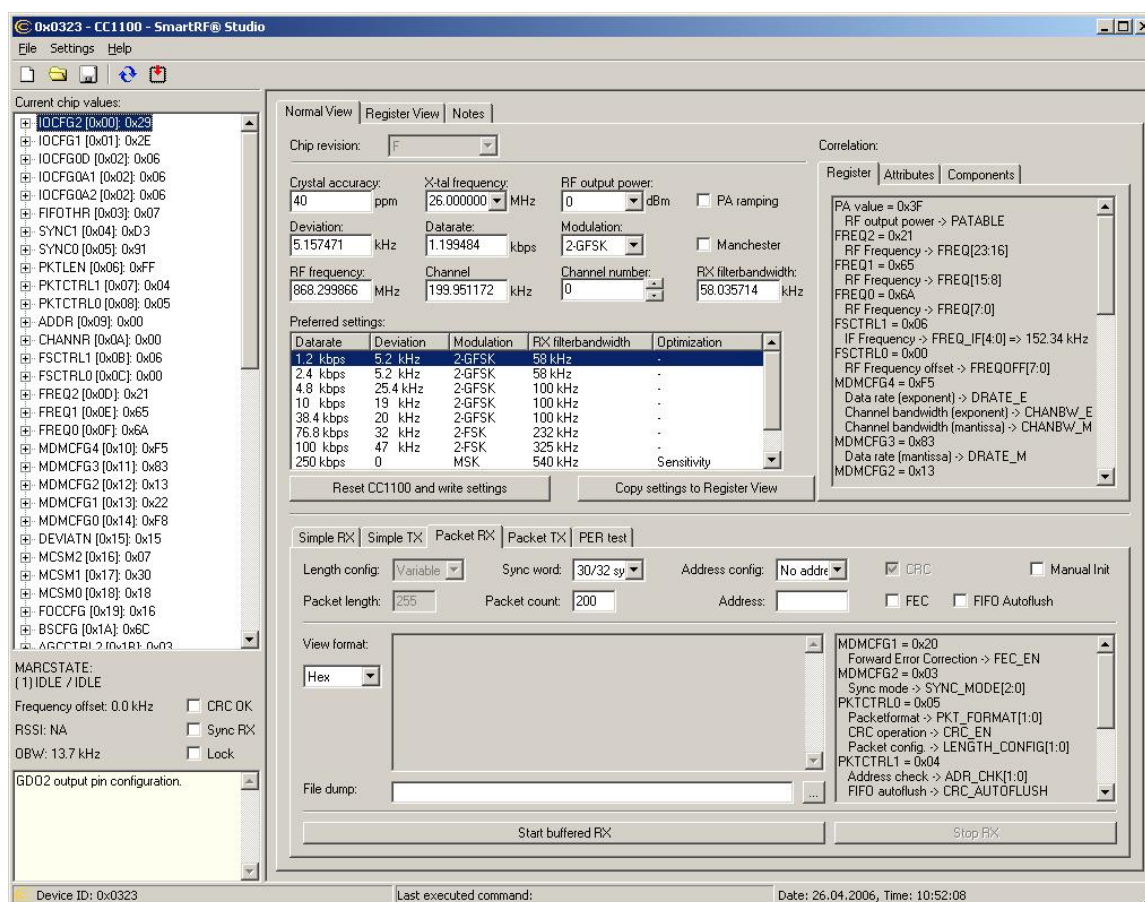 0x0323 - CC1100 - SmartRF® Studio
File Settings Help
Current chip values:
IOCFG2 [0x00]: 0x29
IOCFG1 [0x01]: 0x2E
IOCFG0D [0x02]: 0x06
IOCFG0A1 [0x02]: 0x06
IOCFG0A2 [0x02]: 0x06
FIFOTHR [0x03]: 0x07
SYNC1 [0x04]: 0xD3
SYNC0 [0x05]: 0x91
PKTLEN [0x06]: 0xFF
PKTCTRL1 [0x07]: 0x04
PKTCTRL0 [0x08]: 0x05
ADDR [0x09]: 0x00
CHANNR [0x0A]: 0x00
FSCTRL1 [0x0B]: 0x06
FSCTRL0 [0x0C]: 0x00
FREQ2 [0x0D]: 0x21
FREQ1 [0x0E]: 0x65
FREQ0 [0x0F]: 0x6A
MDMCFG4 [0x10]: 0xF5
MDMCFG3 [0x11]: 0x83
MDMCFG2 [0x12]: 0x13
MDMCFG1 [0x13]: 0x22
MDMCFG0 [0x14]: 0xF8
DEVIATN [0x15]: 0x15
MCSM2 [0x16]: 0x07
MCSM1 [0x17]: 0x30
MCSM0 [0x18]: 0x18
FOCCFG [0x19]: 0x16
BSCFG [0x1A]: 0x6C
AGCCTRL2 [0x1B]: 0x03
MARCSTATE:
(1) IDLE / IDLE
Frequency offset: 0.0 kHz CRC OK
RSSI: NA Sync RX
OBW: 13.7 kHz Lock
GDO2 output pin configuration.
Normal View Register View Notes
Chip revision: F
Crystal accuracy: X-tal frequency: RF output power:
40 ppm 26.000000 MHz 0 dBm PA ramping
Deviation: Datarate: Modulation:
5.157471 kHz 1.199484 kbps 2-GFSK Manchester
RF frequency: Channel Channel number: RX filterbandwidth:
868.299866 MHz 199.951172 kHz 0 58.035714 kHz
Preferred settings:
Datarate Deviation Modulation RX filterbandwidth Optimization
1.2 kbps 5.2 kHz 2-GFSK 58 kHz -
2.4 kbps 5.2 kHz 2-GFSK 58 kHz -
4.8 kbps 25.4 kHz 2-GFSK 100 kHz -
10 kbps 19 kHz 2-GFSK 100 kHz -
38.4 kbps 20 kHz 2-GFSK 100 kHz -
76.8 kbps 32 kHz 2-FSK 232 kHz -
100 kbps 47 kHz 2-FSK 325 kHz -
250 kbps 0 MSK 540 kHz Sensitivity
Reset CC1100 and write settings Copy settings to Register View
Correlation:
Register Attributes Components
PA value = 0x3F
RF output power -> PATABLE
FREQ2 = 0x21
RF Frequency -> FREQ[23:16]
FREQ1 = 0x65
RF Frequency -> FREQ[15:8]
FREQ0 = 0x6A
RF Frequency -> FREQ[7:0]
FSCTRL1 = 0x06
IF Frequency -> FREQ_IF[4:0] => 152.34 kHz
FSCTRL0 = 0x00
RF Frequency offset -> FREQOFF[7:0]
MDMCFG4 = 0xF5
Data rate (exponent) -> DRATE_E
Channel bandwidth (exponent) -> CHANBW_E
Channel bandwidth (mantissa) -> CHANBW_M
MDMCFG3 = 0x83
Data rate (mantissa) -> DRATE_M
MDMCFG2 = 0x13
Simple RX Simple TX Packet RX Packet TX PER test
Length config: Variable Sync word: 30/32 sy Address config: No addre CRC Manual Init
Packet length: 255 Packet count: 200 Address: FEC FIFO Autoflush
View format:
Hex
File dump: ...
MDMCFG1 = 0x20
Forward Error Correction -> FEC_EN
MDMCFG2 = 0x03
Sync mode -> SYNC_MODE[2:0]
PKTCTRL0 = 0x05
Packetformat -> PKT_FORMAT[1:0]
CRC operation -> CRC_EN
Packet config. -> LENGTH_CONFIG[1:0]
PKTCTRL1 = 0x04
Address check -> ADR_CHK[1:0]
FIFO autoflush -> CRC_AUTOFLUSH
Start buffered RX Stop RX
Device ID: 0x0323 Last executed command: Date: 26.04.2006, Time: 10:52:08